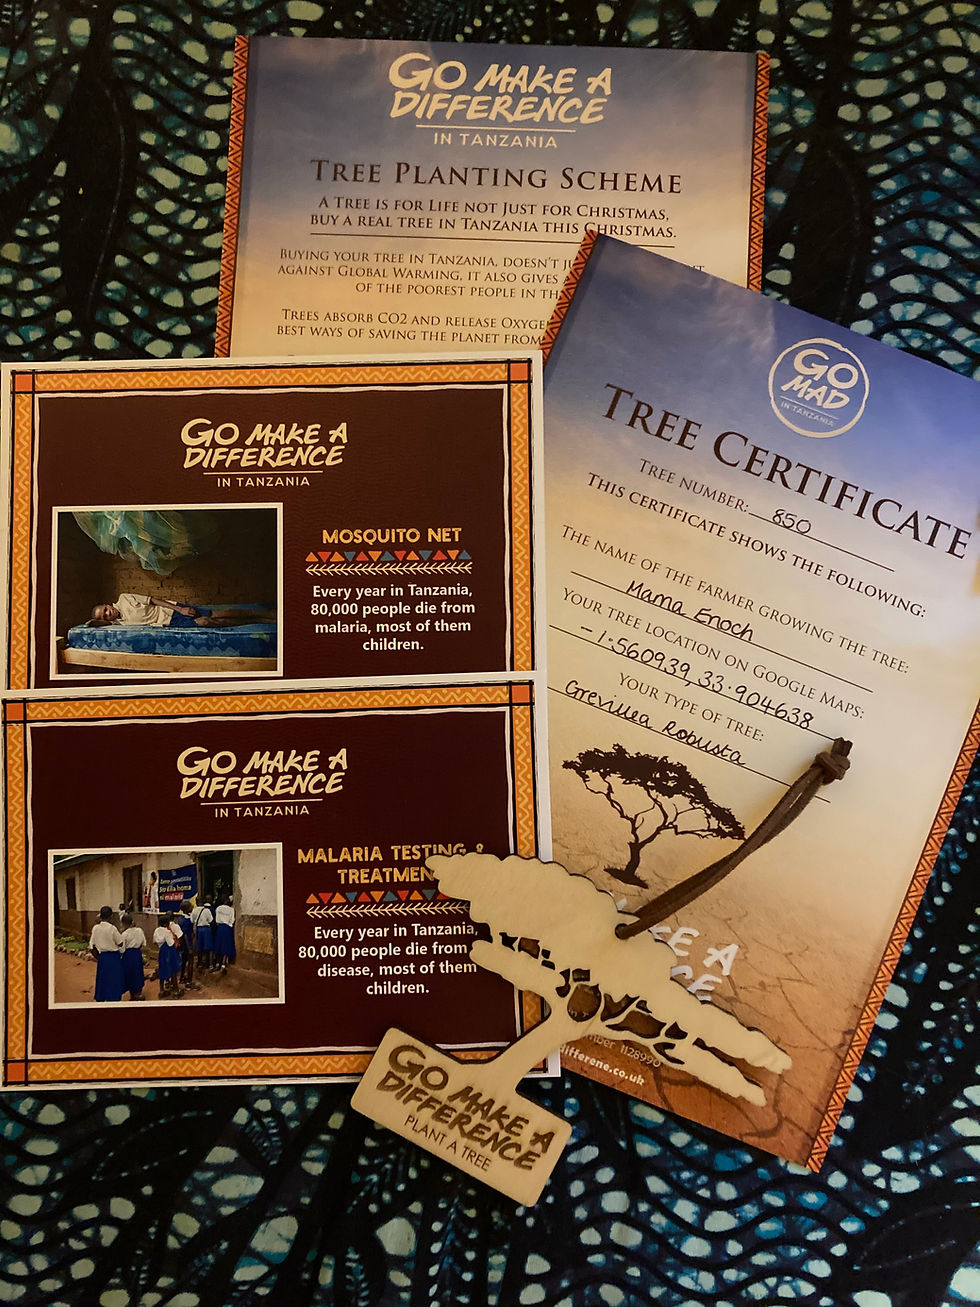 GO MAKE A
DIFFERENCE
IN TANZANIA
TREE PLANTING SCHEME
A TREE IS FOR LIFE NOT JUST FOR CHRISTMAS,
BUY A REAL TREE IN TANZANIA THIS CHRISTMAS.
BUYING YOUR TREE IN TANZANIA, DOESN'T
AGAINST GLOBAL WARMING, IT ALSO GIVES
OF THE POOREST PEOPLE IN
TREES ABSORB CO2 AND RELEASE
BEST WAYS OF SAVING THE PLANET FROM
GO
MAD
IN TANZANIA
TREE CERTIFICATE
TREE NUMBER: 850
THIS CERTIFICATE SHOWS THE FOLLOWING:
THE NAME OF THE FARMER GROWING THE TREE:
Mama Enoch
YOUR TREE LOCATION ON GOOGLE MAPS:
-1.560939, 33.904638
YOUR TYPE OF TREE:
Grevillea Robusta
KE A
CE
mber 1128990
differene.co.uk
GO MAKE A
DIFFERENCE
IN TANZANIA
MOSQUITO NET
Every year in Tanzania,
80,000 people die from
malaria, most of them
children.
GO MAKE A
DIFFERENCE
IN TANZANIA
MALARIA TESTING &
TREATMEN
Every year in Tanzania,
80,000 people die from
disease, most of them
children.
GO MAKE A
DIFFERENCE
PLANT A TREE